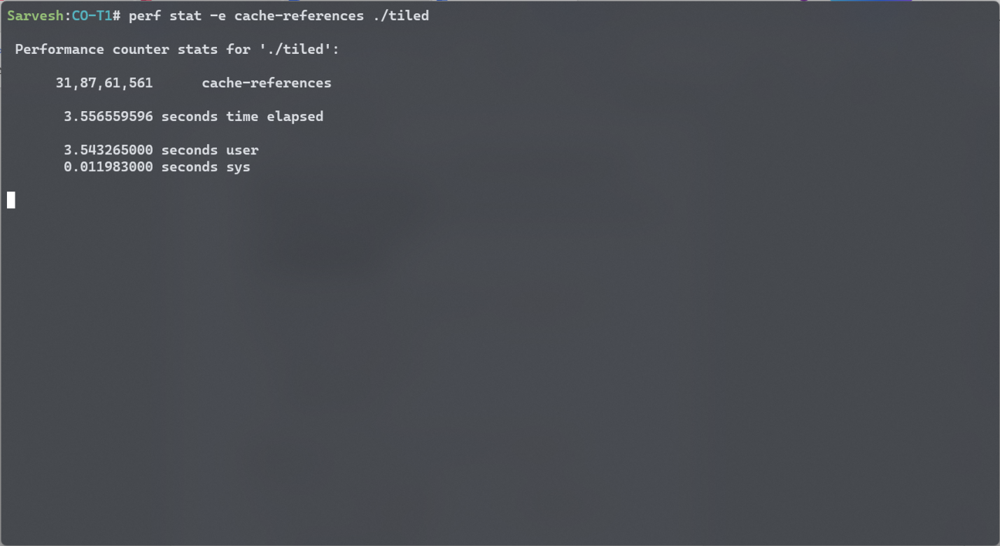 Sarvesh:CO-T1# perf stat -e cache-references ./tiled
Performance counter stats for './tiled':
31,87,61,561 cache-references
3.556559596 seconds time elapsed
3.543265000 seconds user
0.011983000 seconds sys